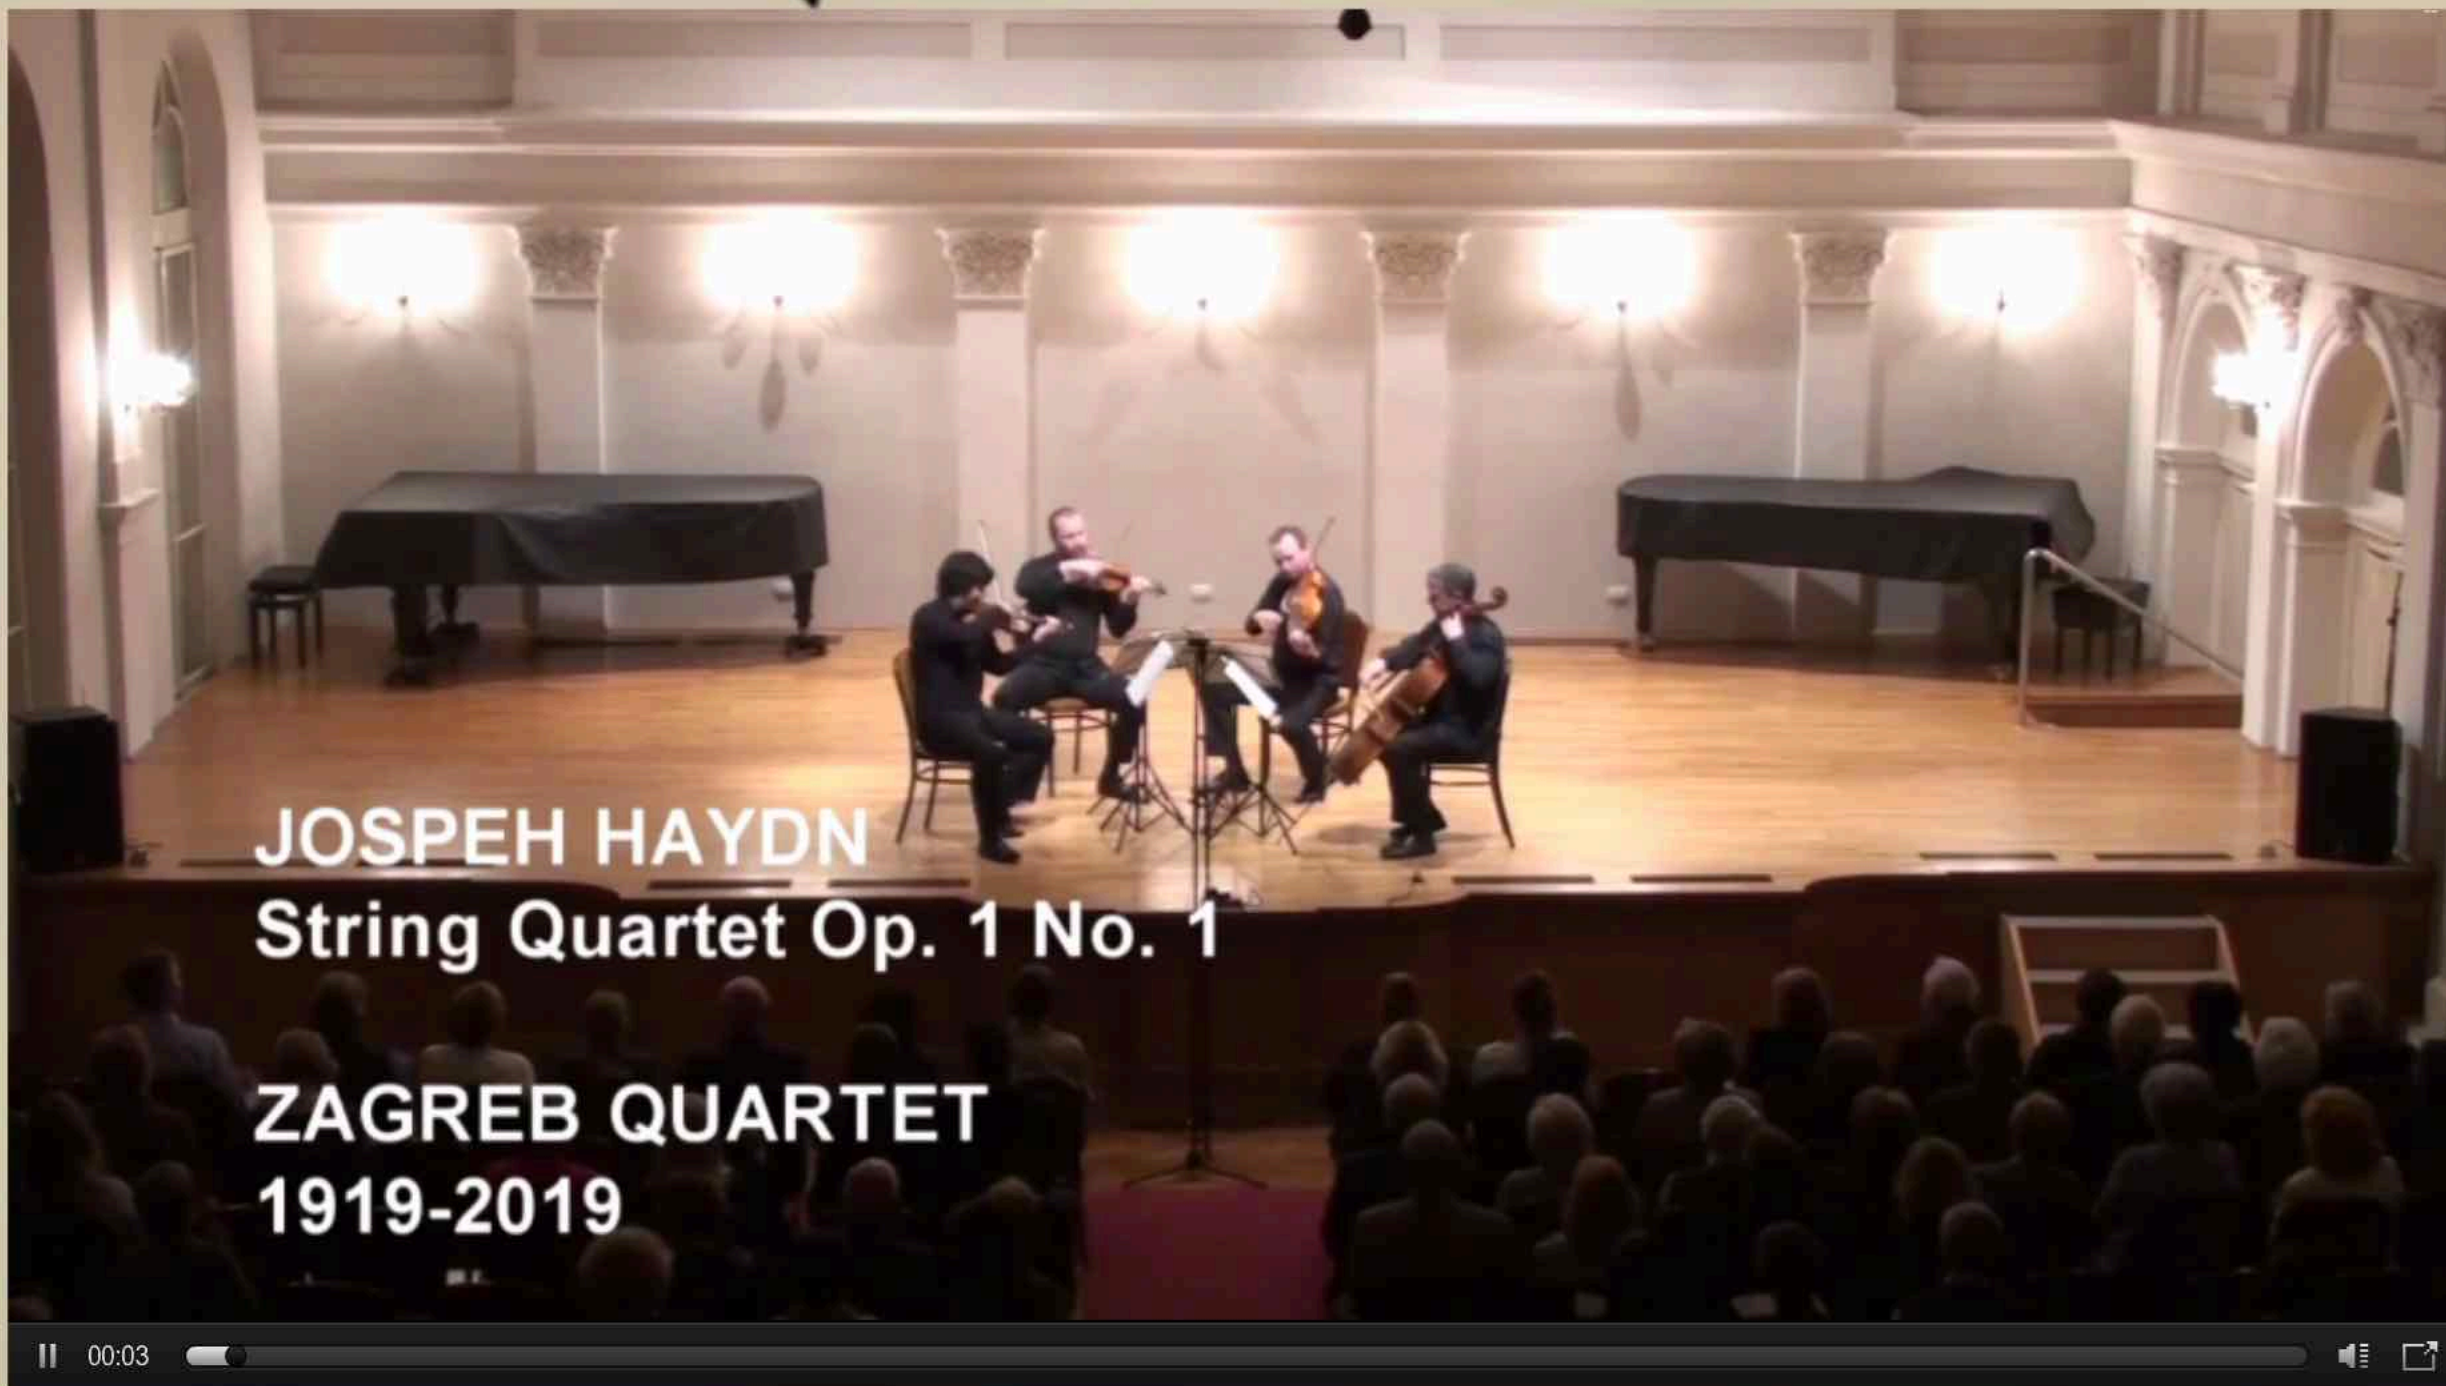 JOSPEH HAYDN
String Quartet Op. 1 No. 1
ZAGREB QUARTET
1919-2019
00:03